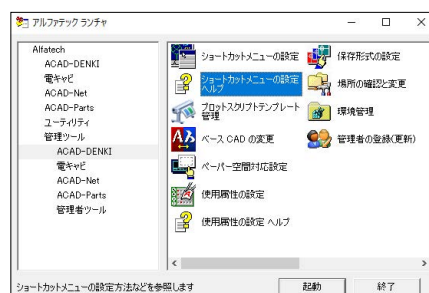 アルファテック ランチャ
Alfatech
ACAD-DENKI
電キャビ
ACAD-Net
ACAD-Parts
ユーティリティ
管理ツール
ACAD-DENKI
電キャビ
ACAD-Net
ACAD-Parts
管理者ツール
ショートカットメニューの設定
ショートカットメニューの設定
ヘルプ
プロットスクリプトテンプレート
管理
ベース CAD の変更
ペーパー空間対応設定
使用属性の設定
使用属性の設定 ヘルプ
保存形式の設定
場所の確認と変更
環境管理
管理者の登録(更新)
ショートカットメニューの設定方法などを参照します
起動
終了